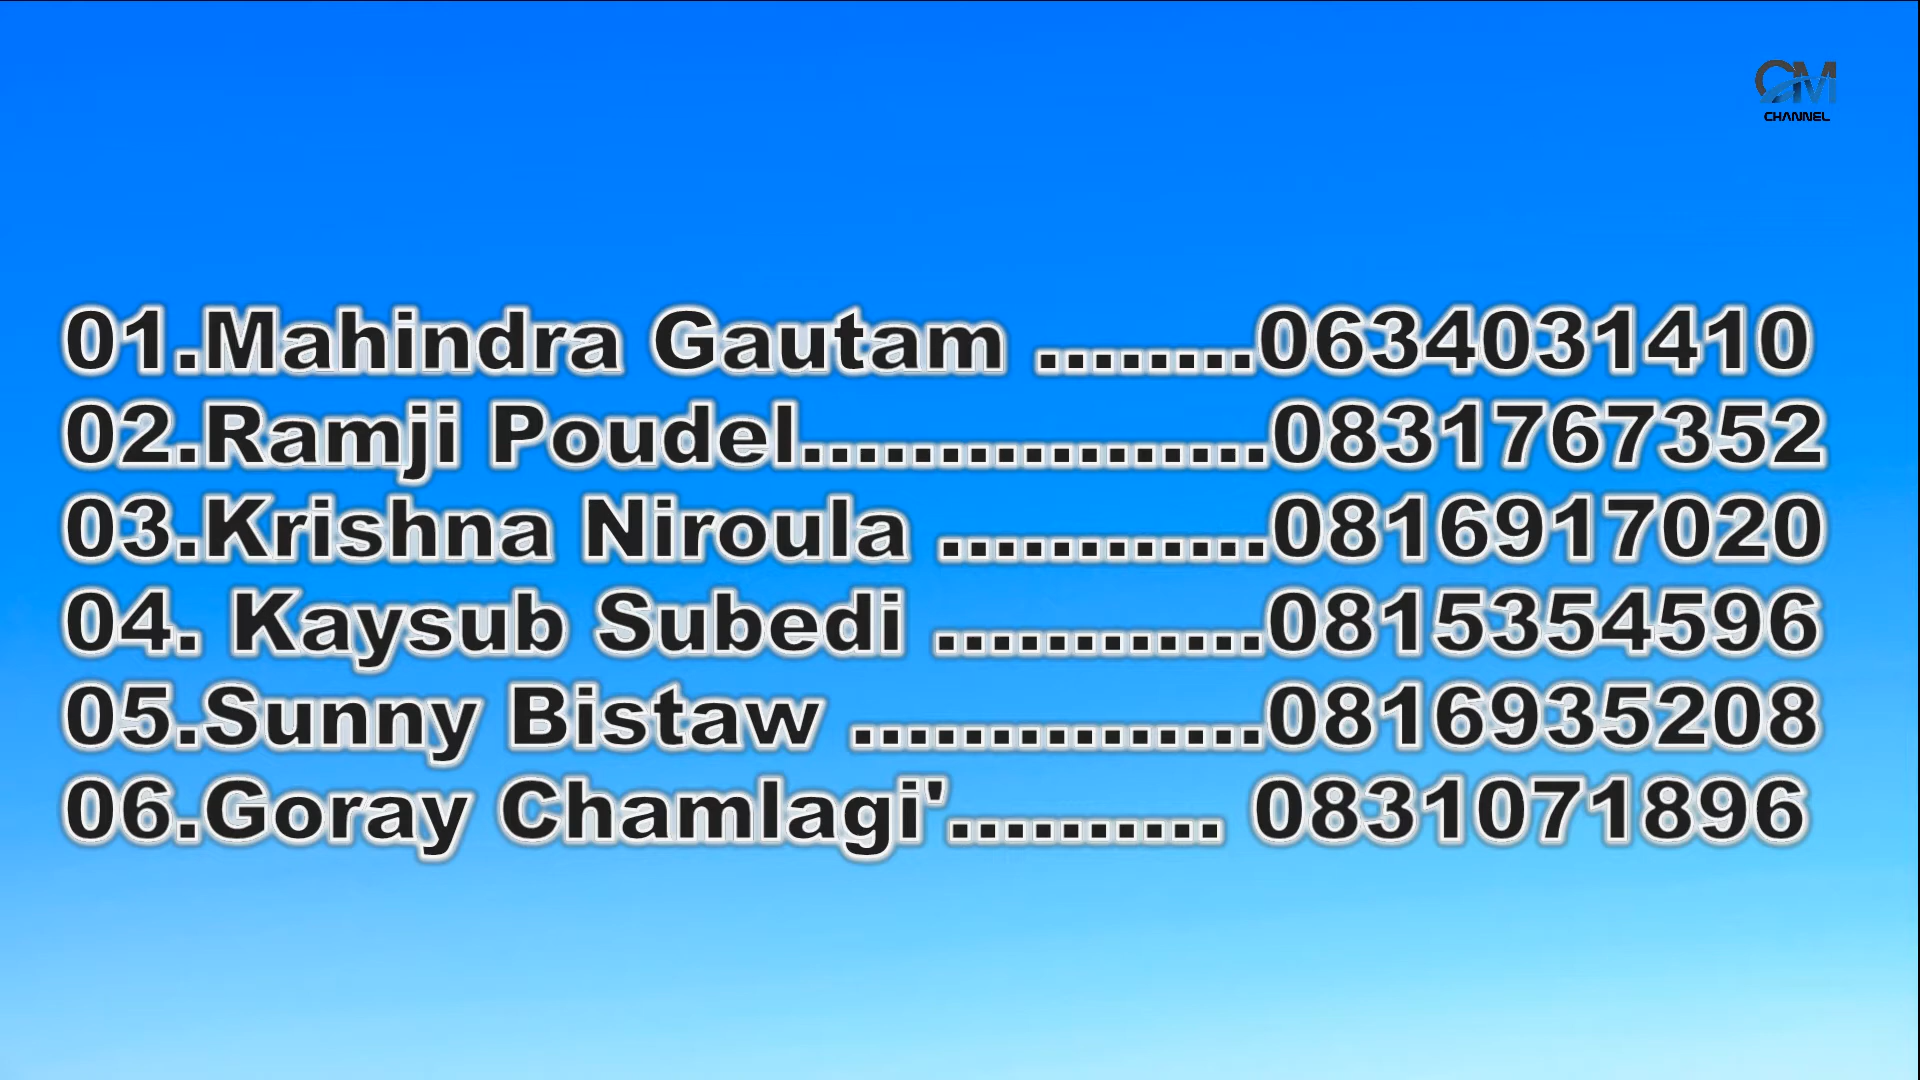 CM
CHANNEL
01.Mahindra Gautam ........0634031410
02.Ramji Poudel.................0831767352
03.Krishna Niroula ............0816917020
04. Kaysub Subedi ............0815354596
05.Sunny Bistaw ...............0816935208
06.Goray Chamlagi'.......... 0831071896